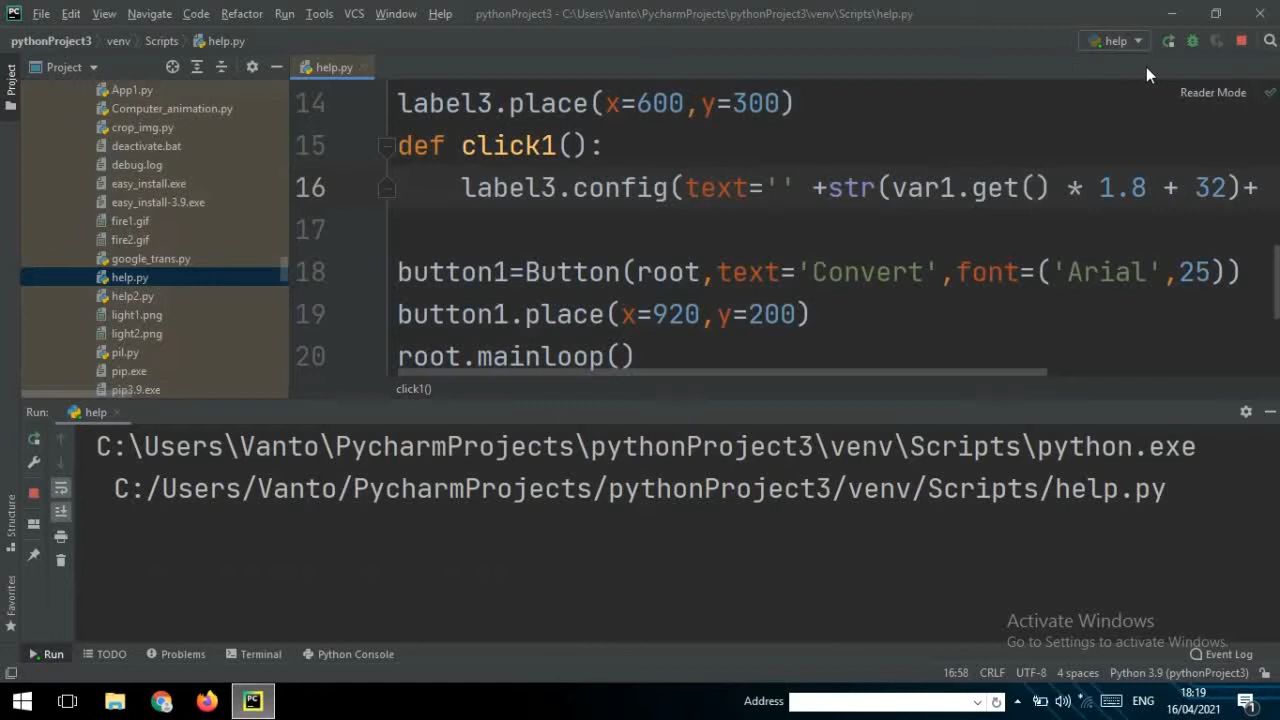 PC File Edit View Navigate Code Refactor Run Tools VCS Window Help pythonProject3 - C:\Users\Vanto\PycharmProjects\pythonProject3\venv\Scripts\help.py
pythonProject3 venv Scripts help.py help
Project Project help.py
Reader Mode
App1.py
Computer_animation.py
crop_img.py
deactivate.bat
debug.log
easy_install.exe
easy_install-3.9.exe
fire1.gif
fire2.gif
google_trans.py
help.py
help2.py
light1.png
light2.png
pil.py
pip.exe
pip3.9.exe
14 label3.place(x=600,y=300)
15 def click1():
16 label3.config(text='' +str(var1.get() * 1.8 + 32)+
17
18 button1=Button(root,text='Convert',font=('Arial',25))
19 button1.place(x=920,y=200)
20 root.mainloop()
click1()
Run: help
C:\Users\Vanto\PycharmProjects\pythonProject3\venv\Scripts\python.exe
C:/Users/Vanto/PycharmProjects/pythonProject3/venv/Scripts/help.py
Structure
Favorites
Activate Windows
Go to Settings to activate Windows.
Run TODO Problems Terminal Python Console Event Log
16:58 CRLF UTF-8 4 spaces Python 3.9 (pythonProject3)
PC Address ENG 18:19
16/04/2021 1